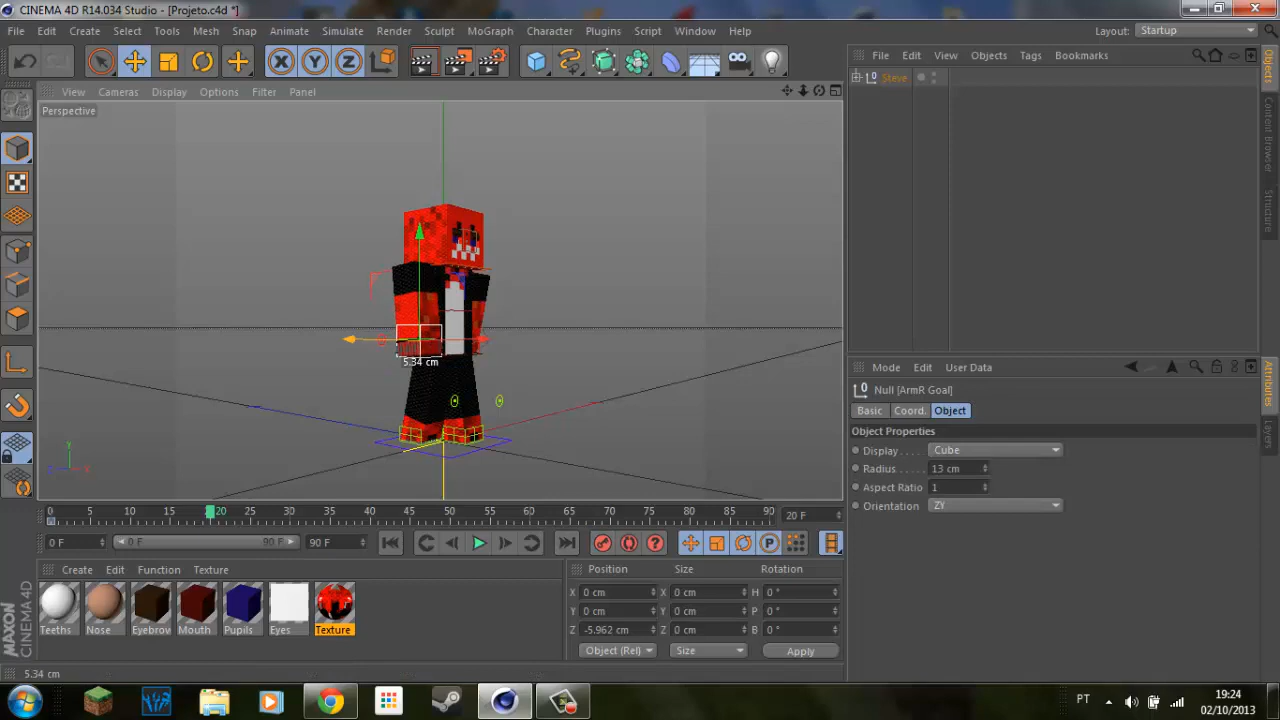 CINEMA 4D R14.034 Studio - [Projeto.c4d *]
File Edit Create Select Tools Mesh Snap Animate Simulate Render Sculpt MoGraph Character Plugins Script Window Help Layout: Startup
X Y Z
File Edit View Objects Tags Bookmarks
View Cameras Display Options Filter Panel
Steve
Perspective
Objects
Content Browser
Structure
5.34 cm
Mode Edit User Data
Null [ArmR Goal]
Basic Coord. Object
Object Properties
Display Cube
Radius 13 cm
Aspect Ratio 1
Orientation ZY
Attributes
Layers
0 5 10 15 20 25 30 35 40 45 50 55 60 65 70 75 80 85 90 20 F
0 F 0 F 90 F 90 F
Create Edit Function Texture
Teeths Nose Eyebrow Mouth Pupils Eyes Texture
Position Size Rotation
X 0 cm X 0 cm H 0 °
Y 0 cm Y 0 cm P 0 °
Z -5.962 cm Z 0 cm B 0 °
Object (Rel) Size Apply
MAXON CINEMA 4D
5.34 cm
PT 19:24
02/10/2013